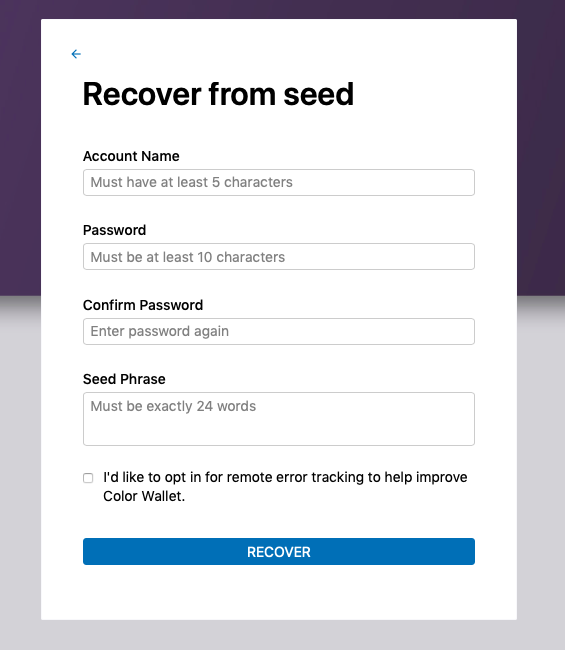 ←
Recover from seed
Account Name
Must have at least 5 characters
Password
Must be at least 10 characters
Confirm Password
Enter password again
Seed Phrase
Must be exactly 24 words
I'd like to opt in for remote error tracking to help improve
Color Wallet.
RECOVER